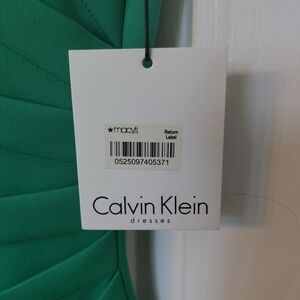 ★macy's Return
Label
0525097405371
Calvin Klein
dresses